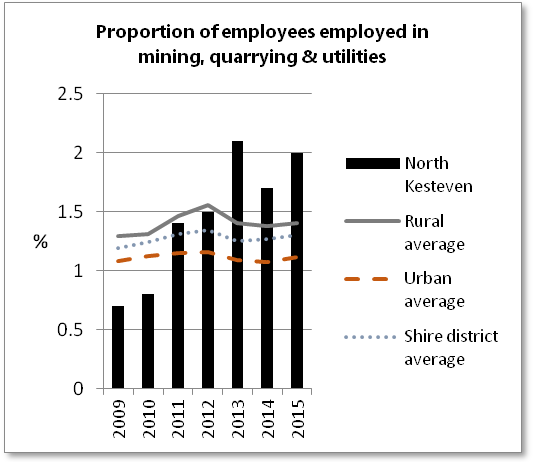 Proportion of employees employed in
mining, quarrying & utilities
2.5
2
1.5
1
0.5
0
%
2009
2010
2011
2012
2013
2014
2015
North
Kesteven
Rural
average
Urban
average
Shire district
average